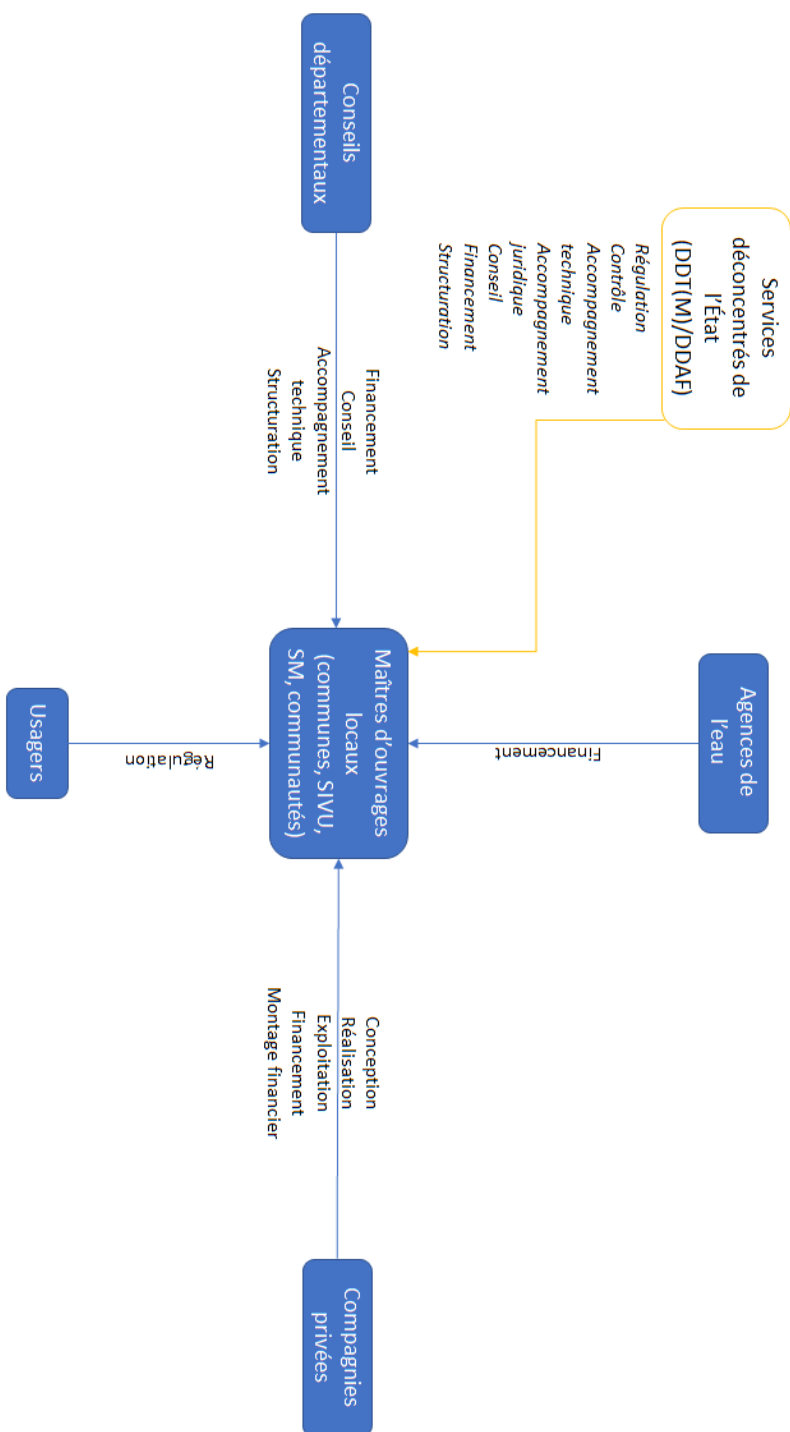 Services
déconcentrés de
l'État
(DDT(M)/DDAF)
Régulation
Contrôle
Accompagnement
technique
Accompagnement
juridique
Conseil
Financement
Structuration
Agences de
l'eau
Financement
Conseils
départementaux
Financement
Conseil
Accompagnement
technique
Structuration
Maîtres d'ouvrages
locaux
(communes, SIVU,
SM, communautés)
Conception
Réalisation
Exploitation
Financement
Montage financier
Compagnies
privées
Régulation
Usagers